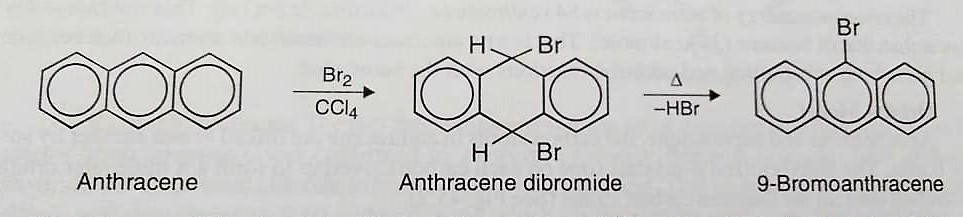 Br
H Br
Br2
CCl4
Δ
–HBr
H Br
Anthracene
Anthracene dibromide
9-Bromoanthracene